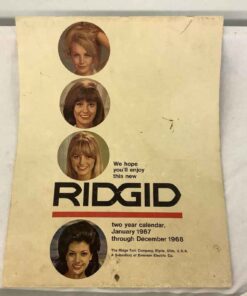 We hope
you'll enjoy
this new
RIDGID
two year calendar.
January 1967
through December 1968
The Ridge Tool Company, Elyria, Ohio, U.S.A.
A Subsidiary of Emerson Electric Co.